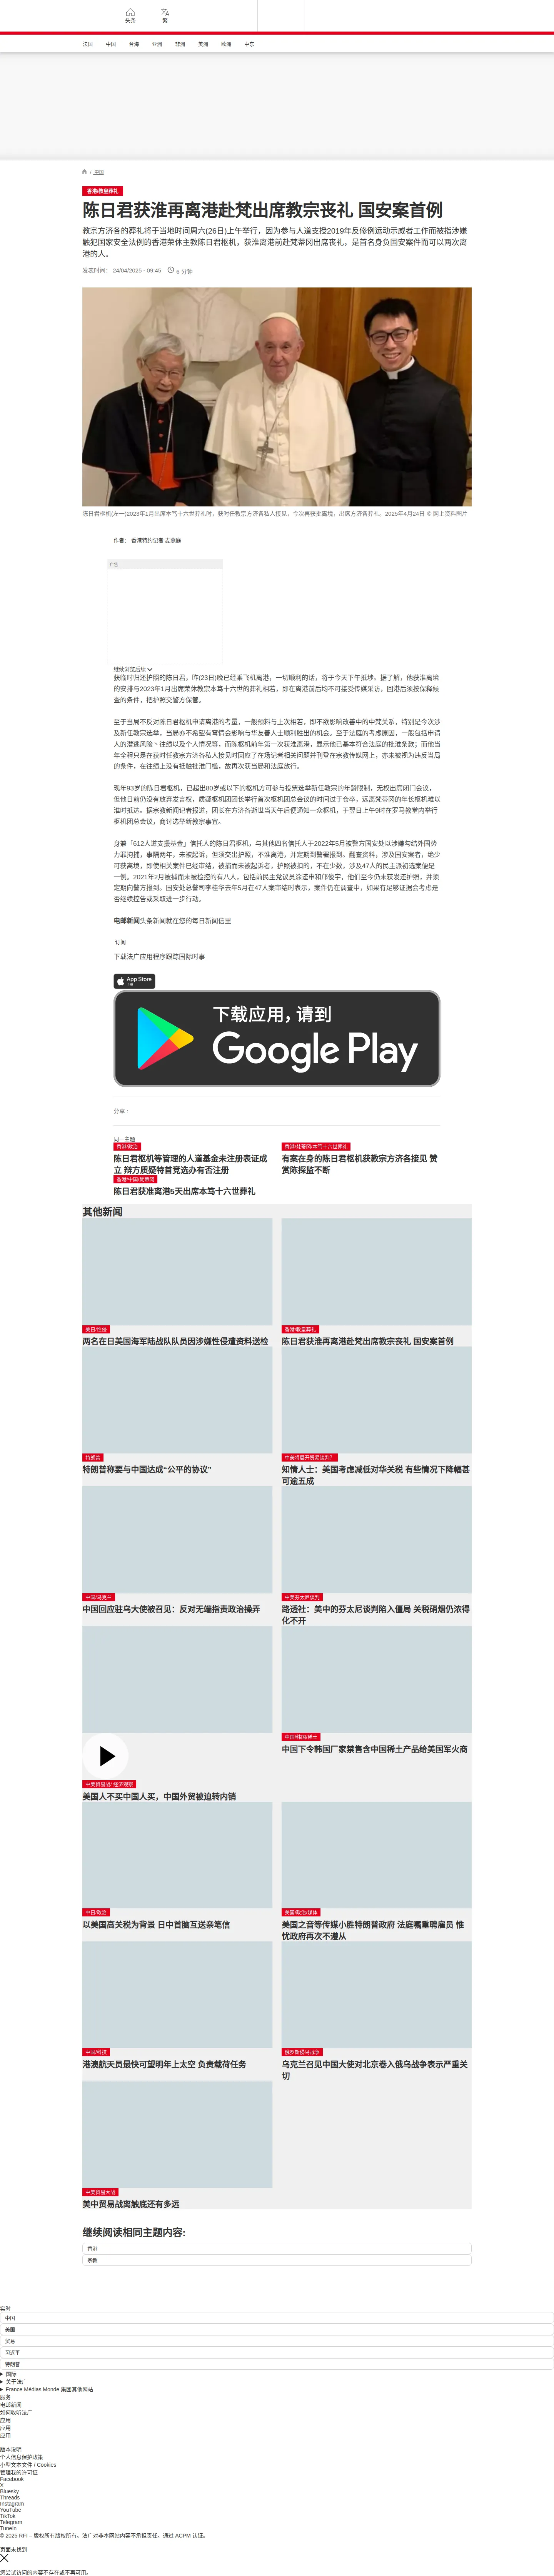 头条
繁
法国 中国 台海 亚洲 非洲 美洲 欧洲 中东
/ 中国
香港/教皇葬礼
陈日君获淮再离港赴梵出席教宗丧礼 国安案首例
教宗方济各的葬礼将于当地时间周六(26日)上午举行，因为参与人道支援2019年反修例运动示威者工作而被指涉嫌
触犯国家安全法例的香港荣休主教陈日君枢机，获淮离港前赴梵蒂冈出席丧礼，是首名身负国安案件而可以两次离
港的人。
发表时间： 24/04/2025 - 09:45 6 分钟
陈日君枢机(左一)2023年1月出席本笃十六世葬礼时，获时任教宗方济各私人接见，今次再获批离境，出席方济各葬礼。2025年4月24日 © 网上资料图片
作者： 香港特约记者 麦燕庭
广告
继续浏览后续
获临时归还护照的陈日君，昨(23日)晚已经乘飞机离港，一切顺利的话，将于今天下午抵埗。据了解，他获淮离境
的安排与2023年1月出席荣休教宗本笃十六世的葬礼相若，即在离港前后均不可接受传媒采访，回港后须按保释候
查的条件，把护照交警方保管。
至于当局不反对陈日君枢机申请离港的考量，一般预料与上次相若，即不欲影响改善中的中梵关系，特别是今次涉
及新任教宗选举，当局亦不希望有穹情会影响与华友善人士顺利胜出的机会。至于法庭的考虑原因，一般包括申请
人的潜逃风险丶往绩以及个人情况等，而陈枢机前年第一次获淮离港，显示他已基本符合法庭的批淮条款；而他当
年全程只是在获时任教宗方济各私人接见时回应了在场记者相关问题并刊登在宗教传媒网上，亦未被视为违反当局
的条件，在往绩上没有抵触批淮门槛，故再次获当局和法庭放行。
现年93岁的陈日君枢机，已超出80岁或以下的枢机方可参与投票选举新任教宗的年龄限制，无权出席闭门会议，
但他日前仍没有放弃发言权，质疑枢机团团长举行首次枢机团总会议的时间过于仓卒，远离梵蒂冈的年长枢机难以
淮时抵达。据宗教新闻记者报道，团长在方济各逝世当天午后便通知一众枢机，于翌日上午9时在罗马教堂内举行
枢机团总会议，商讨选举新教宗事宜。
身兼「612人道支援基金」信托人的陈日君枢机，与其他四名信托人于2022年5月被警方国安处以涉嫌勾结外国势
力罪拘捕，事隔两年，未被起诉，但须交出护照，不淮离港，并定期到警署报到。翻查资料，涉及国安案者，绝少
可获离境，即使相关案件已经审结。被捕而未被起诉者，护照被扣的，不在少数，涉及47人的民主派初选案便是
一例。2021年2月被捕而未被检控的有八人，包括前民主党议员涂谨申和邝俊宇，他们至今仍未获发还护照，并须
定期向警方报到。国安处总警司李桂华去年5月在47人案审结时表示，案件仍在调查中，如果有足够证据会考虑是
否继续控告或采取进一步行动。
电邮新闻头条新闻就在您的每日新闻信里
订阅
下载法广应用程序跟踪国际时事
App Store
下载
下载应用，请到
Google Play
分享 :
同一主题
香港/政治
陈日君枢机等管理的人道基金未注册表证成
立 辩方质疑特首竞选办有否注册
香港/梵蒂冈/本笃十六世葬礼
有案在身的陈日君枢机获教宗方济各接见 赞
赏陈探监不断
香港/中国/梵蒂冈
陈日君获准离港5天出席本笃十六世葬礼
其他新闻
美日/性侵
两名在日美国海军陆战队队员因涉嫌性侵遭资料送检
香港/教皇葬礼
陈日君获淮再离港赴梵出席教宗丧礼 国安案首例
特朗普
特朗普称要与中国达成“公平的协议”
中美将展开贸易谈判？
知情人士：美国考虑减低对华关税 有些情况下降幅甚
可逾五成
中国/乌克兰
中国回应驻乌大使被召见：反对无端指责政治操弄
中美芬太尼谈判
路透社：美中的芬太尼谈判陷入僵局 关税硝烟仍浓得
化不开
中美贸易战/ 经济观察
美国人不买中国人买，中国外贸被迫转内销
中国/韩国/稀土
中国下令韩国厂家禁售含中国稀土产品给美国军火商
中日/政治
以美国高关税为背景 日中首脑互送亲笔信
美国/政治/媒体
美国之音等传媒小胜特朗普政府 法庭嘱重聘雇员 惟
忧政府再次不遵从
中国/科技
港澳航天员最快可望明年上太空 负责载荷任务
俄罗斯侵乌战争
乌克兰召见中国大使对北京卷入俄乌战争表示严重关
切
中美贸易大战
美中贸易战离触底还有多远
继续阅读相同主题内容:
香港
宗教
实时
中国
美国
贸易
习近平
特朗普
国际
关于法广
France Médias Monde 集团其他网站
服务
电邮新闻
如何收听法广
应用
应用
应用
版本说明
个人信息保护政策
小型文本文件 / Cookies
管理我的许可证
Facebook
X
Bluesky
Threads
Instagram
YouTube
TikTok
Telegram
TuneIn
© 2025 RFI – 版权所有版权所有。法广对非本网站内容不承担责任。通过 ACPM 认证。
页面未找到
您尝试访问的内容不存在或不再可用。